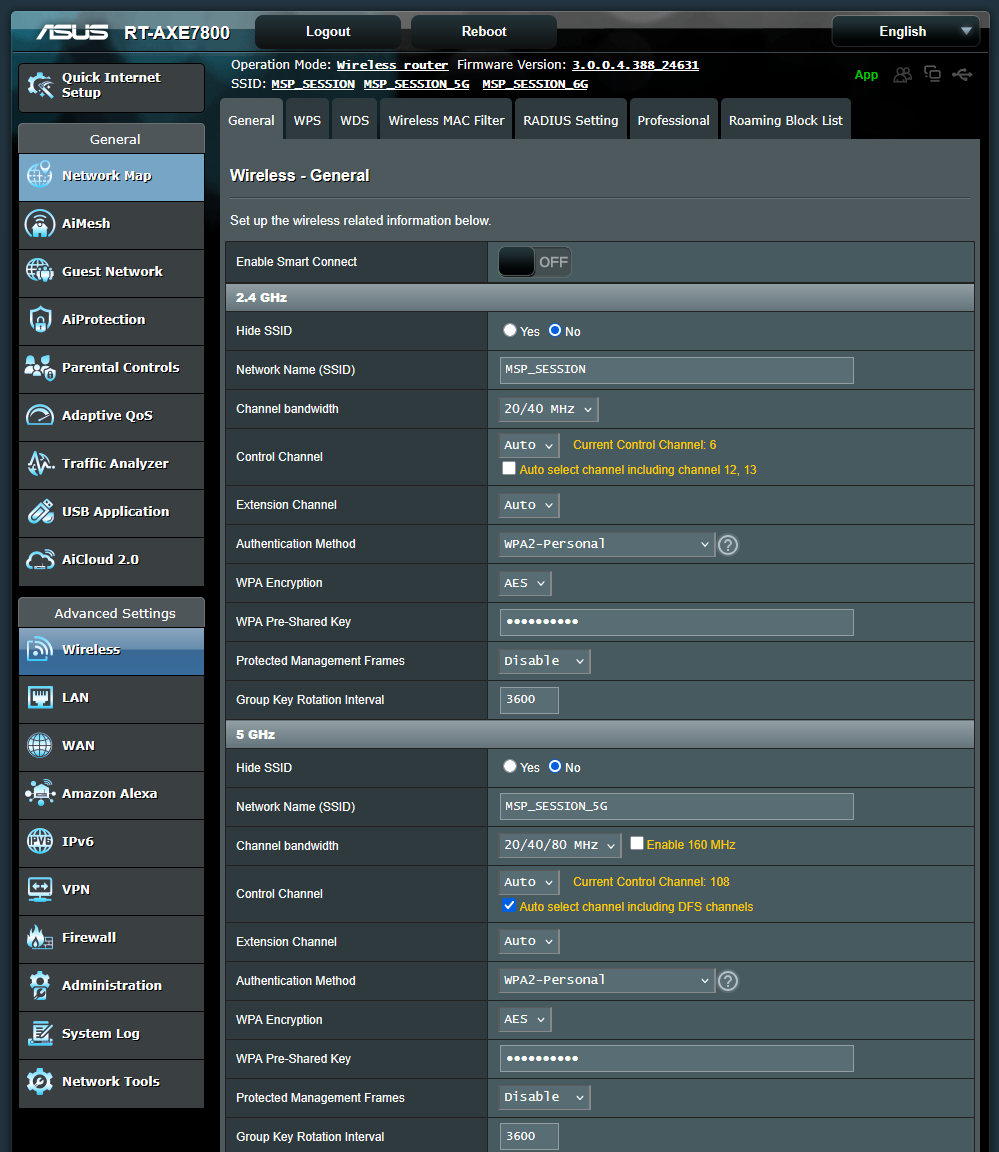 ASUS RT-AXE7800 Logout Reboot English
Operation Mode: Wireless router Firmware Version: 3.0.0.4.388_24631
SSID: MSP_SESSION MSP_SESSION_5G MSP_SESSION_6G
App
Quick Internet
Setup
General
Network Map
AiMesh
Guest Network
AiProtection
Parental Controls
Adaptive QoS
Traffic Analyzer
USB Application
AiCloud 2.0
Advanced Settings
Wireless
LAN
WAN
Amazon Alexa
IPv6
VPN
Firewall
Administration
System Log
Network Tools
General WPS WDS Wireless MAC Filter RADIUS Setting Professional Roaming Block List
Wireless - General
Set up the wireless related information below.
Enable Smart Connect OFF
2.4 GHz
Hide SSID Yes No
Network Name (SSID) MSP_SESSION
Channel bandwidth 20/40 MHz
Control Channel Auto Current Control Channel: 6
Auto select channel including channel 12, 13
Extension Channel Auto
Authentication Method WPA2-Personal ?
WPA Encryption AES
WPA Pre-Shared Key ••••••••••
Protected Management Frames Disable
Group Key Rotation Interval 3600
5 GHz
Hide SSID Yes No
Network Name (SSID) MSP_SESSION_5G
Channel bandwidth 20/40/80 MHz Enable 160 MHz
Control Channel Auto Current Control Channel: 108
Auto select channel including DFS channels
Extension Channel Auto
Authentication Method WPA2-Personal ?
WPA Encryption AES
WPA Pre-Shared Key ••••••••••
Protected Management Frames Disable
Group Key Rotation Interval 3600